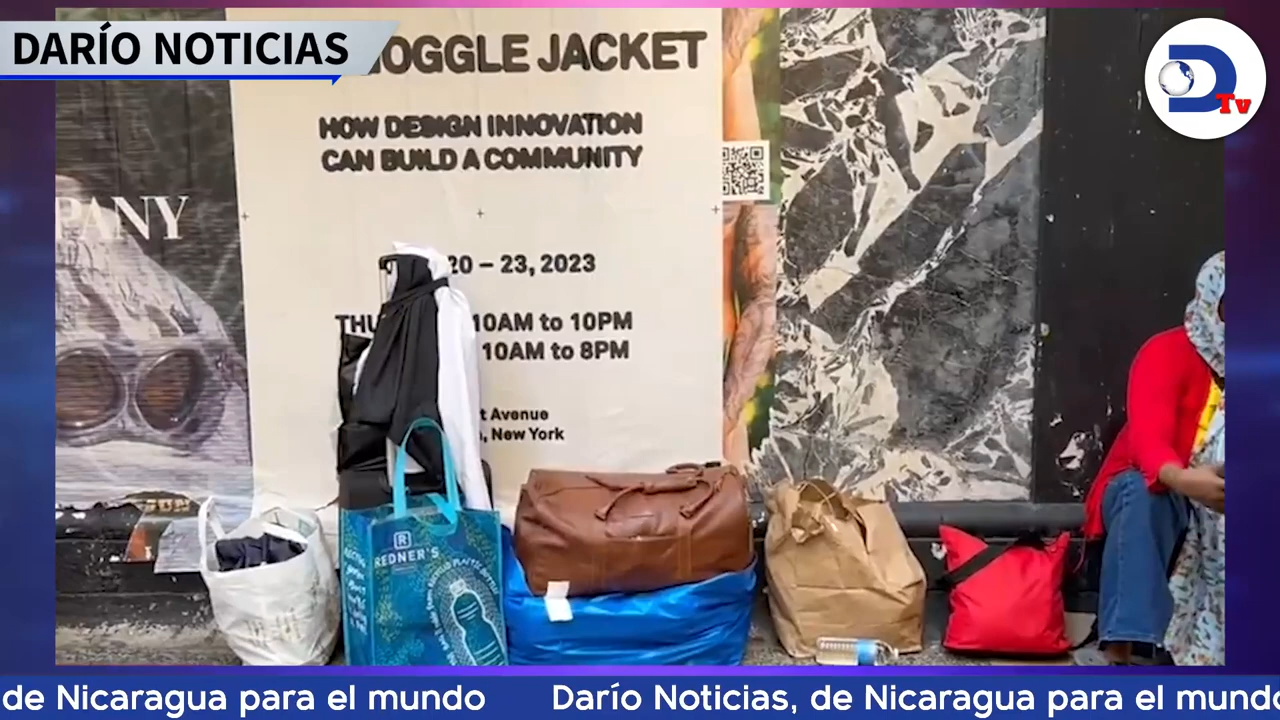 DARÍO NOTICIAS
OGGLE JACKET
D
Tv
HOW DESIGN INNOVATION
CAN BUILD A COMMUNITY
PANY
20 – 23, 2023
THU
10AM to 10PM
10AM to 8PM
t Avenue
, New York
R
REDNER'S
de Nicaragua para el mundo
Darío Noticias, de Nicaragua para el mundo